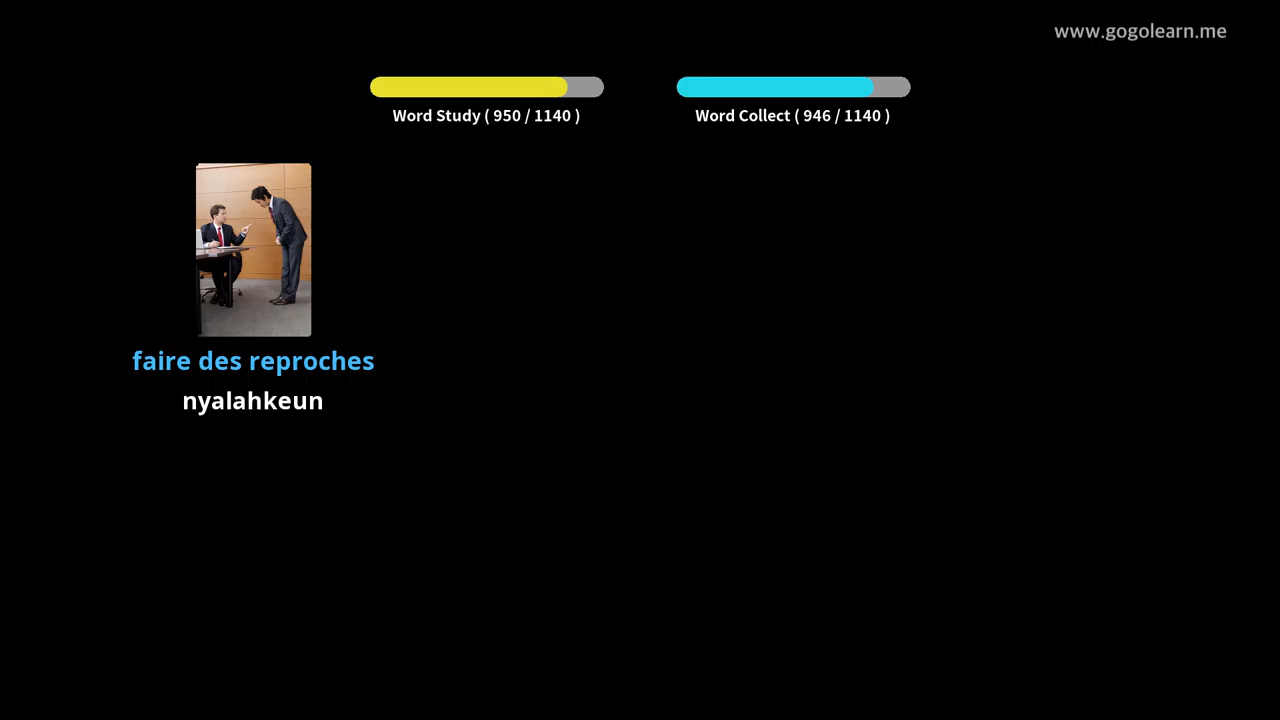 www.gogolearn.me
Word Study ( 950 / 1140 )
Word Collect ( 946 / 1140 )
faire des reproches
nyalahkeun